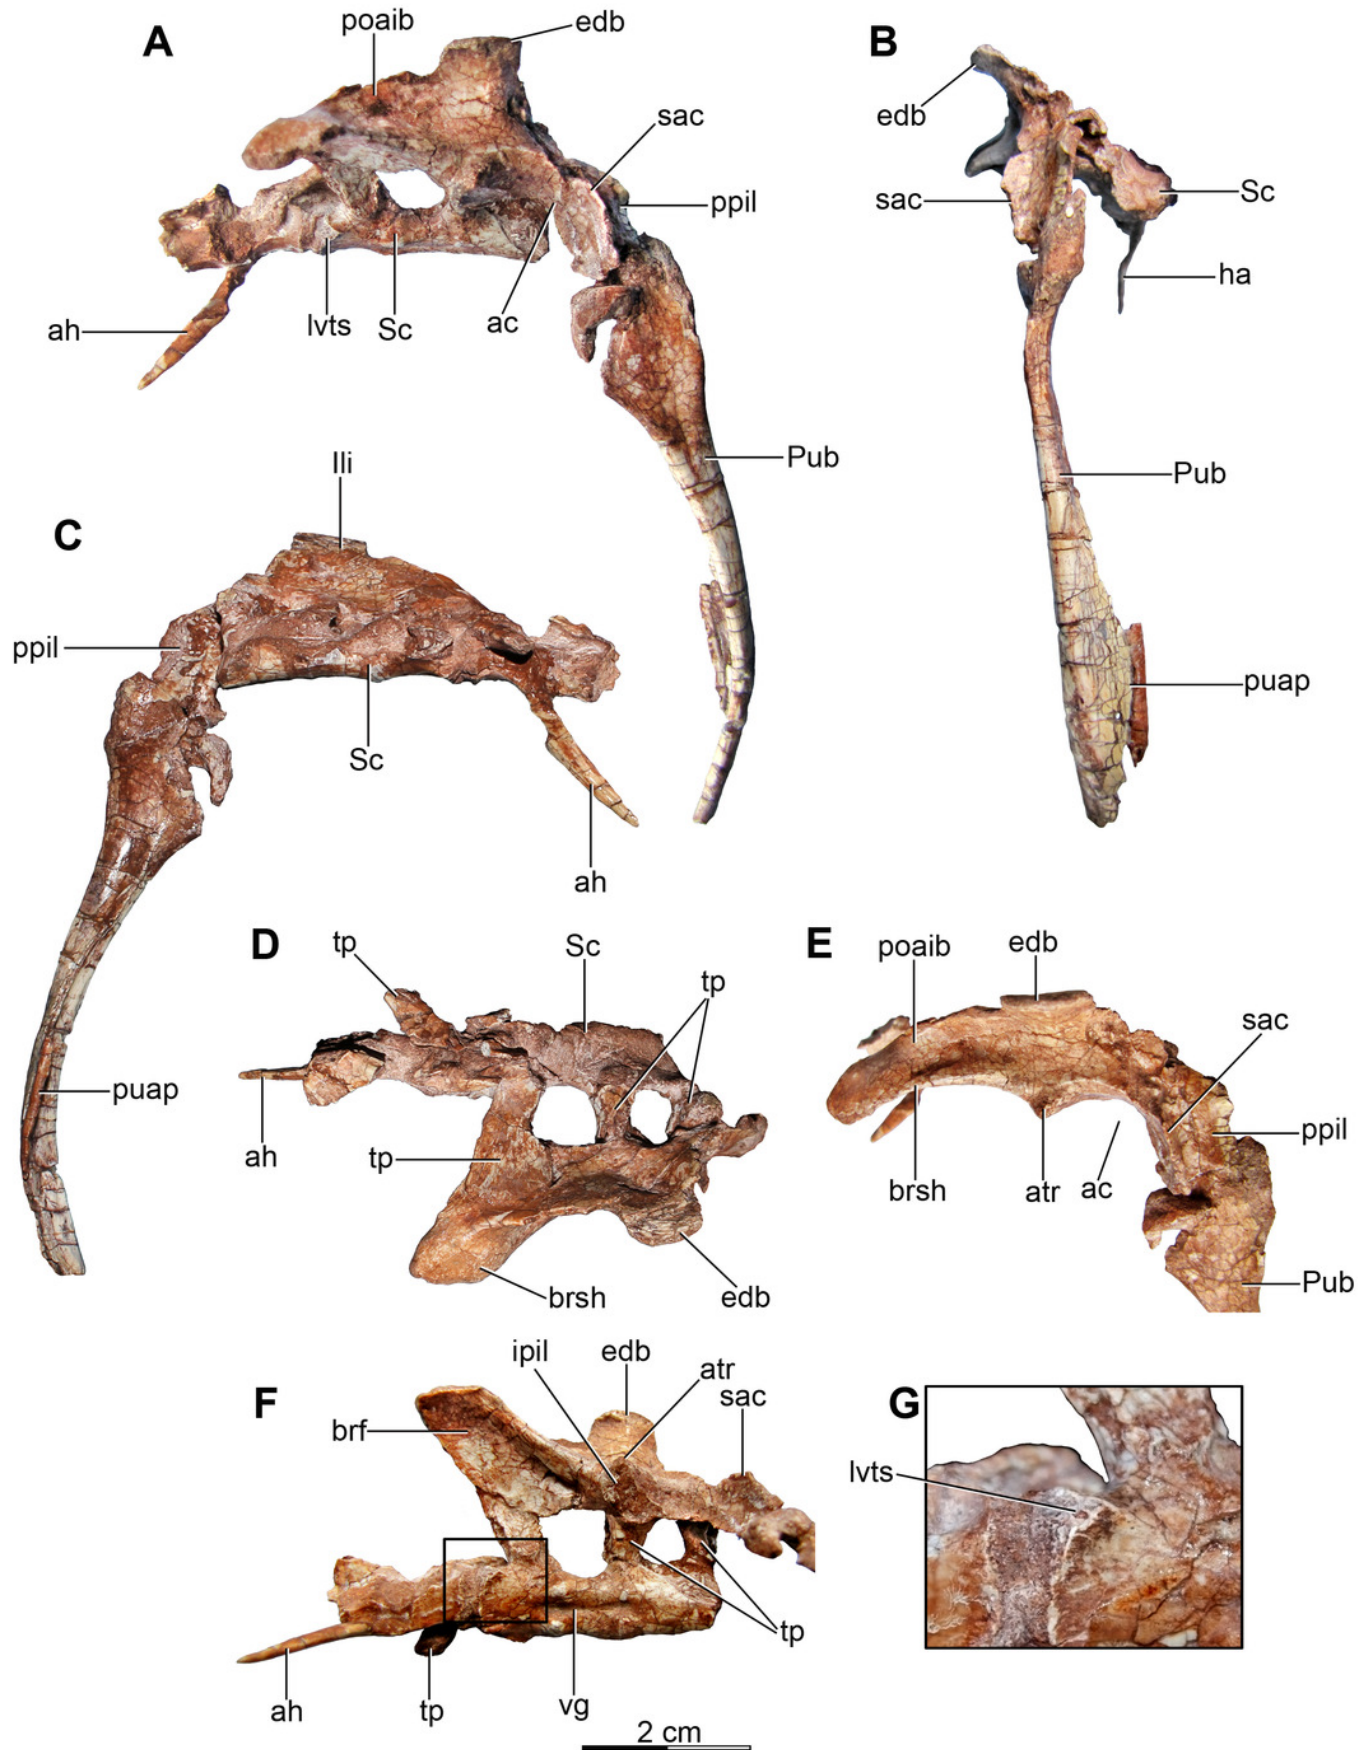 A
poaib
edb
sac
ppil
ah
lvts
Sc
ac
Pub
B
edb
sac
Sc
ha
Pub
puap
C
Ili
ppil
Sc
ah
puap
D
tp
Sc
tp
ah
tp
brsh
edb
E
poaib
edb
sac
ppil
brsh
atr
ac
Pub
F
ipil
edb
atr
sac
brf
tp
ah
tp
vg
2 cm
G
lvts